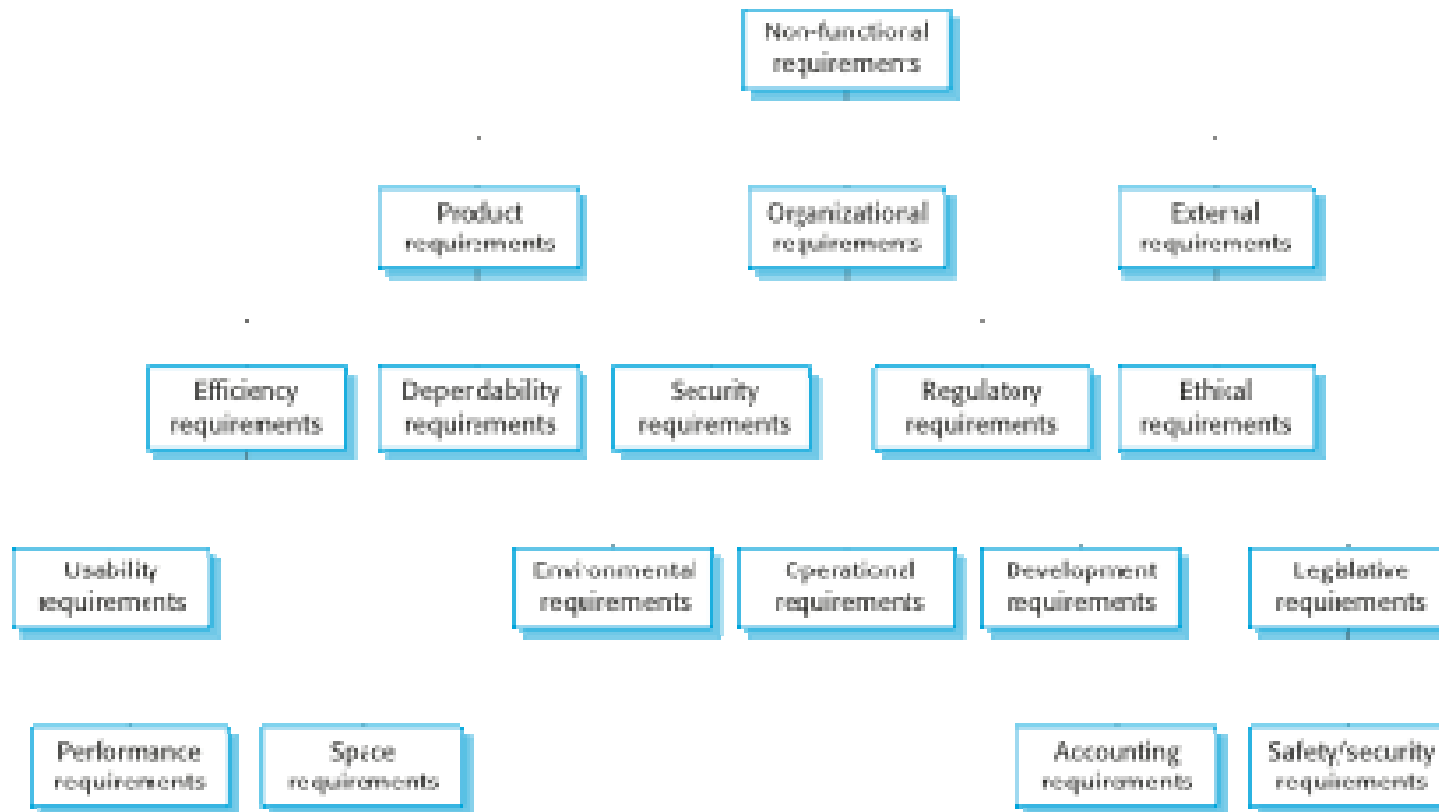 Non-functional
requirements
Product
requirements
Organizational
requirements
External
requirements
Efficiency
requirements
Dependability
requirements
Security
requirements
Regulatory
requirements
Ethical
requirements
Usability
requirements
Environmental
requirements
Operational
requirements
Development
requirements
Legislative
requirements
Performance
requirements
Space
requirements
Accounting
requirements
Safety/security
requirements